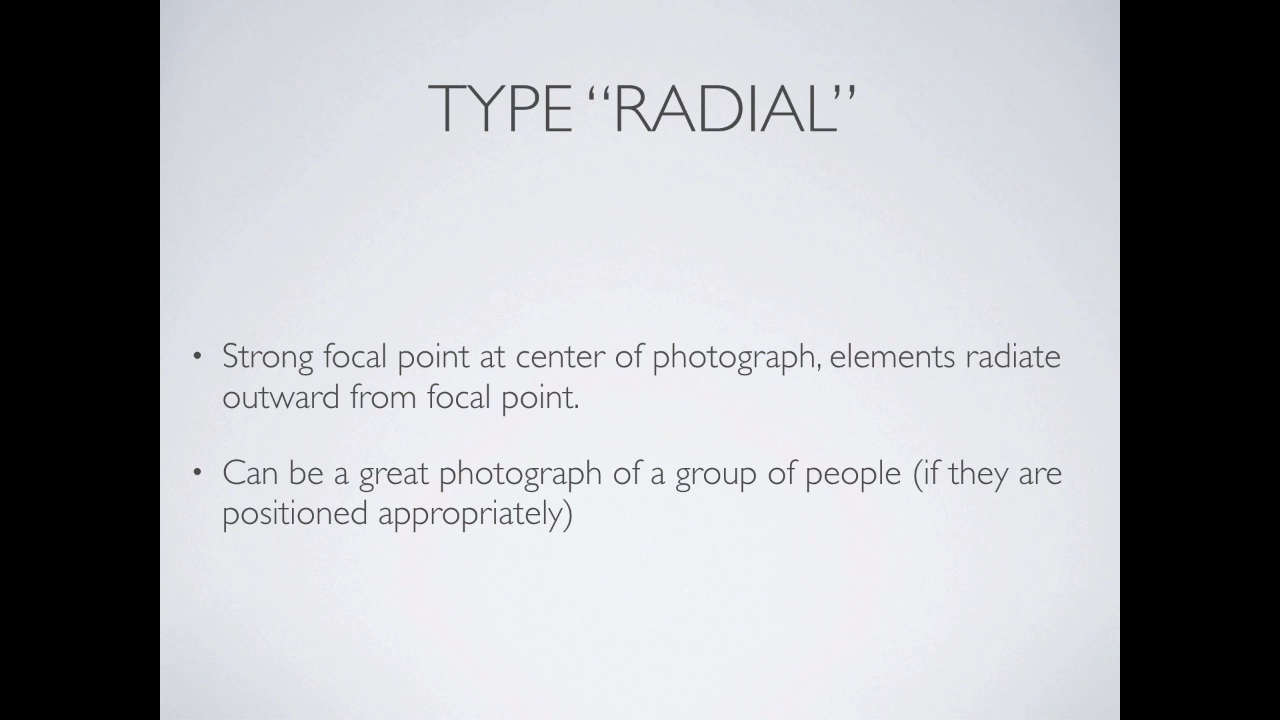 TYPE “RADIAL”
• Strong focal point at center of photograph, elements radiate
outward from focal point.
• Can be a great photograph of a group of people (if they are
positioned appropriately)